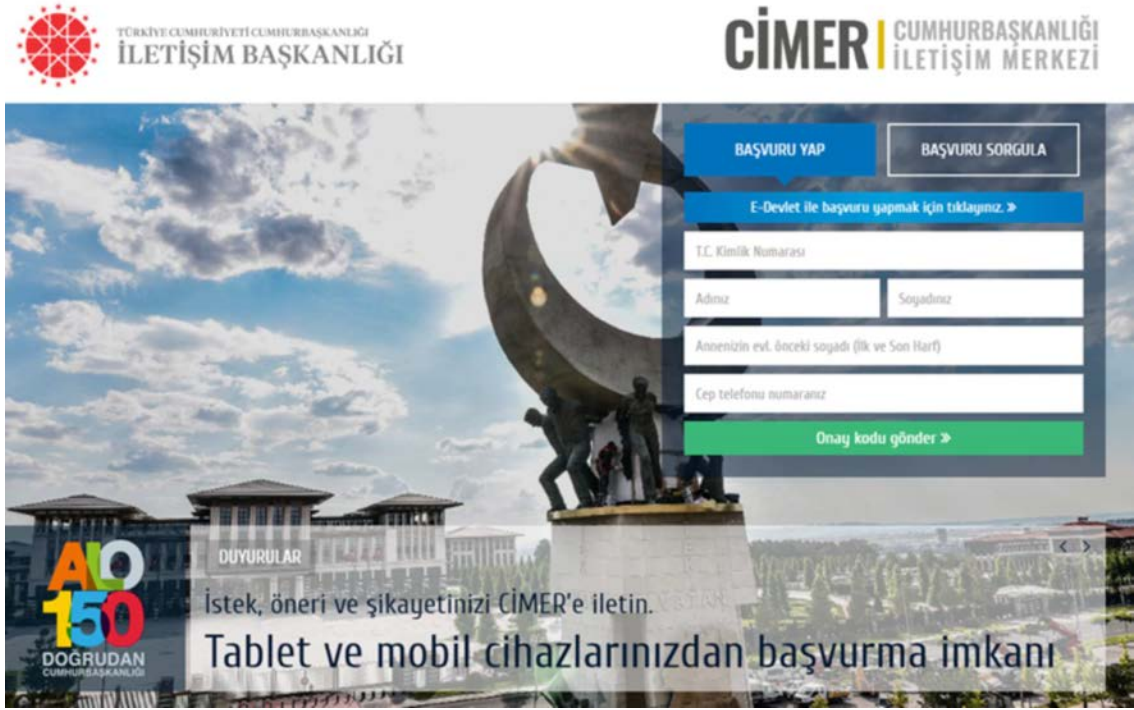 TÜRKİYE CUMHURİYETİ CUMHURBAŞKANLIĞI
İLETİŞİM BAŞKANLIĞI
CİMER
CUMHURBAŞKANLIĞI
İLETİŞİM MERKEZİ
BAŞVURU YAP
BAŞVURU SORGULA
E-Devlet ile başvuru yapmak için tıklayınız. »
T.C. Kimlik Numarası
Adınız
Soyadınız
Annenizin evl. önceki soyadı (İlk ve Son Harf)
Cep telefonu numaranız
Onay kodu gönder »
ALO
150
DOĞRUDAN
CUMHURBAŞKANLIĞI
DUYURULAR
İstek, öneri ve şikayetinizi CİMER'e iletin.
Tablet ve mobil cihazlarınızdan başvurma imkanı